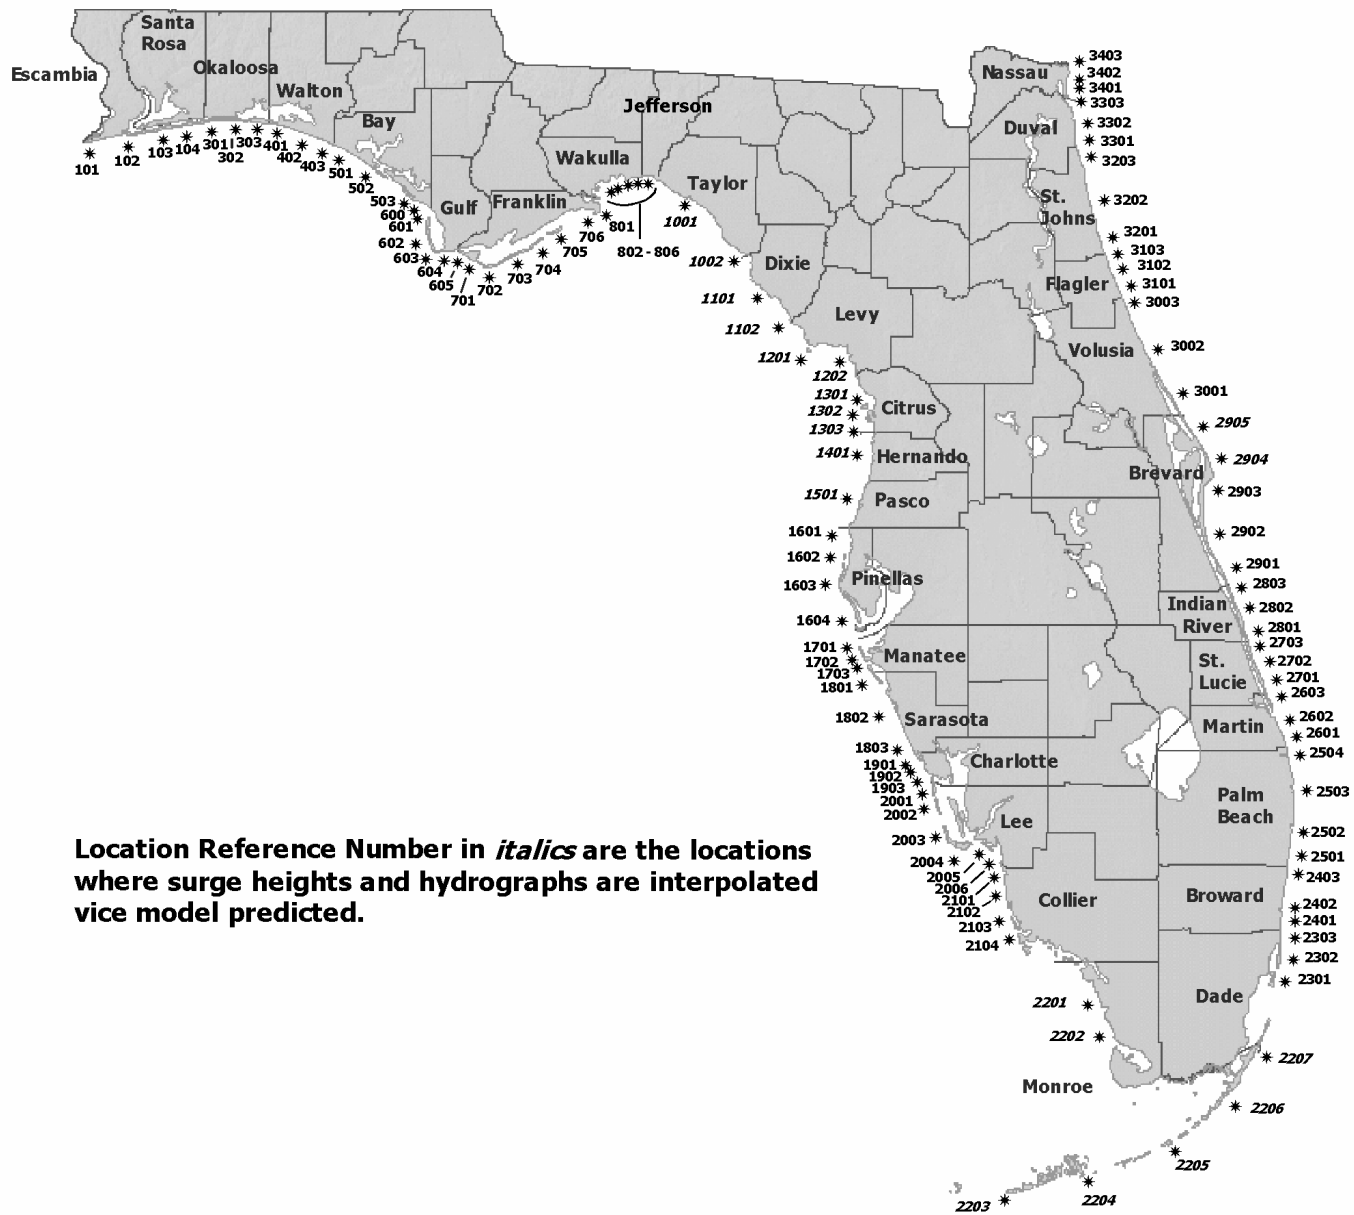 Santa
Rosa
Escambia
Okaloosa
Walton
Bay
Jefferson
Wakulla
Taylor
Gulf
Franklin
Dixie
Levy
Nassau
Duval
St.
Johns
Flagler
Volusia
Citrus
Hernando
Pasco
Pinellas
Brevard
Indian
River
Manatee
St.
Lucie
Sarasota
Martin
Charlotte
Palm
Beach
Lee
Collier
Broward
Dade
Monroe
101
102
103
104
301
302
303
401
402
403
501
502
503
600
601
602
603
604
605
701
702
703
704
705
706
801
802 - 806
1001
1002
1101
1102
1201
1202
1301
1302
1303
1401
1501
1601
1602
1603
1604
1701
1702
1703
1801
1802
1803
1901
1902
1903
2001
2002
2003
2004
2005
2006
2101
2102
2103
2104
2201
2202
2203
2204
2205
2206
2207
2301
2302
2303
2401
2402
2403
2501
2502
2503
2504
2601
2602
2603
2701
2702
2703
2801
2802
2803
2901
2902
2903
2904
2905
3001
3002
3003
3101
3102
3103
3201
3202
3203
3301
3302
3303
3401
3402
3403
Location Reference Number in italics are the locations
where surge heights and hydrographs are interpolated
vice model predicted.